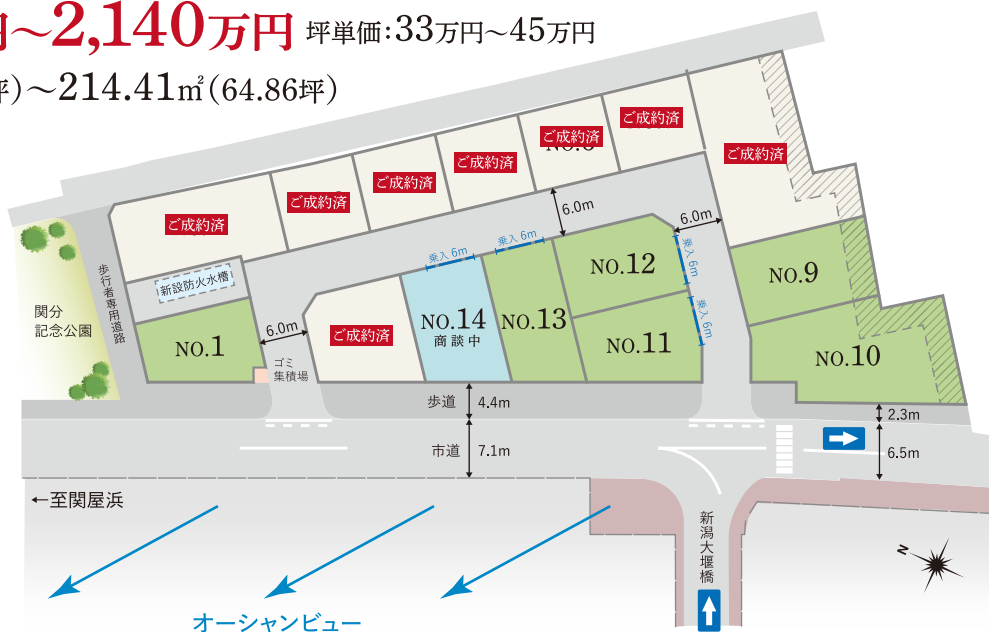 円～2,140万円 坪単価:33万円～45万円
坪）～214.41㎡(64.86坪）
ご成約済
ご成約済
ご成約済
ご成約済
ご成約済
ご成約済
ご成約済
6.0m
6.0m
乗入 6m
乗入 6m
乗入 6m
乗入 6m
新設防火水槽
歩行者専用道路
関分
記念公園
NO.1
6.0m
ゴミ
集積場
ご成約済
NO.14
商談中
NO.13
NO.12
NO.11
NO.9
NO.10
歩道 4.4m
市道 7.1m
2.3m
6.5m
←至関屋浜
新潟大堰橋
オーシャンビュー
N